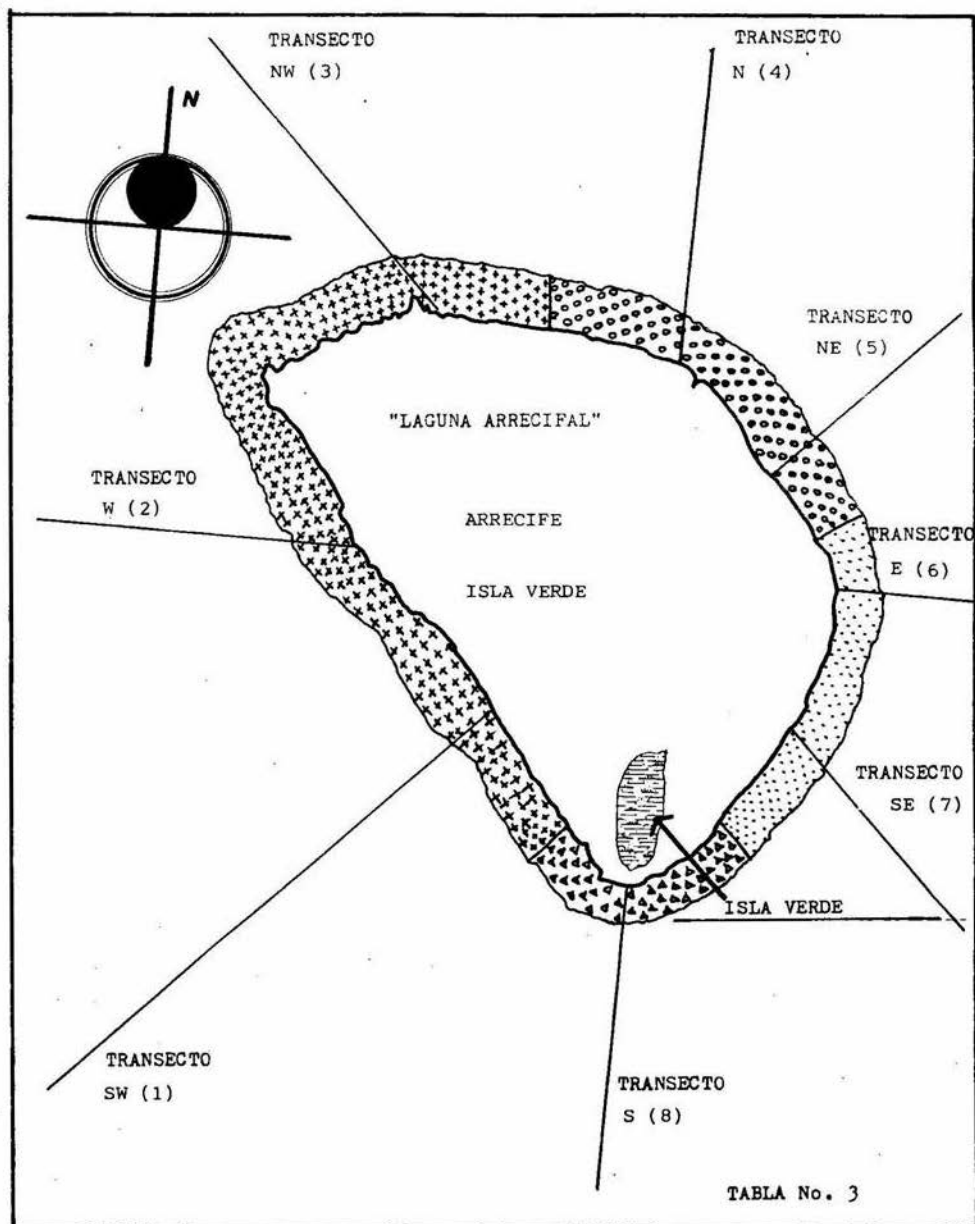 TRANSECTO
NW (3)
TRANSECTO
N (4)
N
TRANSECTO
NE (5)
"LAGUNA ARRECIFAL"
TRANSECTO
W (2)
ARRECIFE
ISLA VERDE
TRANSECTO
E (6)
TRANSECTO
SE (7)
ISLA VERDE
TRANSECTO
SW (1)
TRANSECTO
S (8)
TABLA No. 3